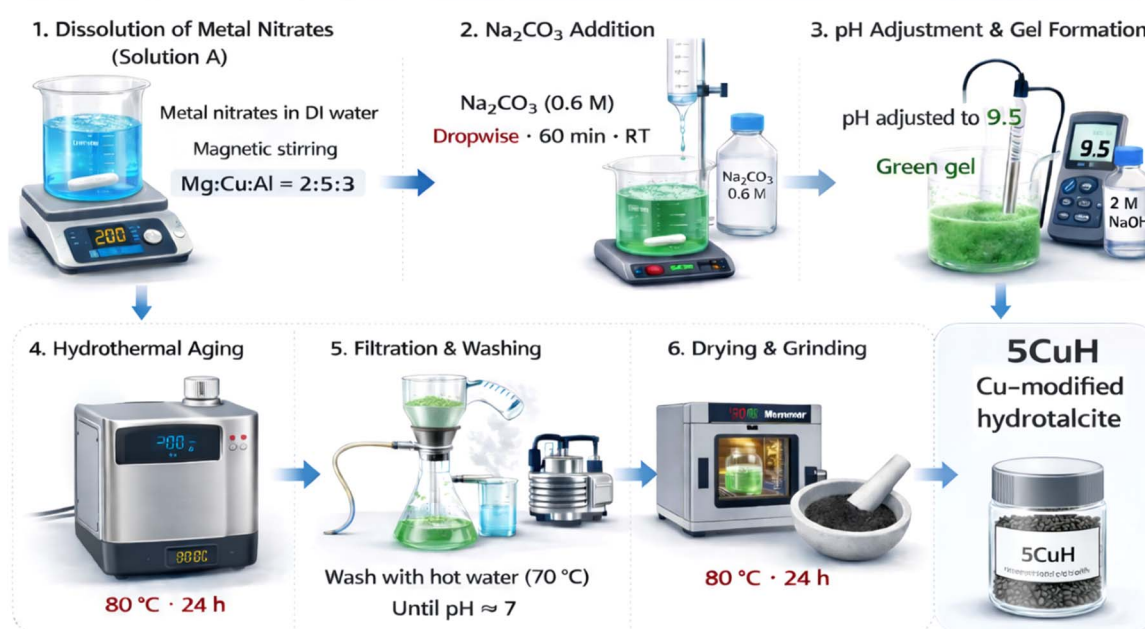 1. Dissolution of Metal Nitrates
(Solution A)
Metal nitrates in DI water
Magnetic stirring
Mg:Cu:Al = 2:5:3
200
2. Na₂CO₃ Addition
Na₂CO₃ (0.6 M)
Dropwise · 60 min · RT
Na₂CO₃
0.6 M
3. pH Adjustment & Gel Formation
pH adjusted to 9.5
Green gel
9.5
2 M
NaOH
4. Hydrothermal Aging
80 °C · 24 h
5. Filtration & Washing
Wash with hot water (70 °C)
Until pH ≈ 7
6. Drying & Grinding
80 °C · 24 h
5CuH
Cu-modified
hydrotalcite
5CuH